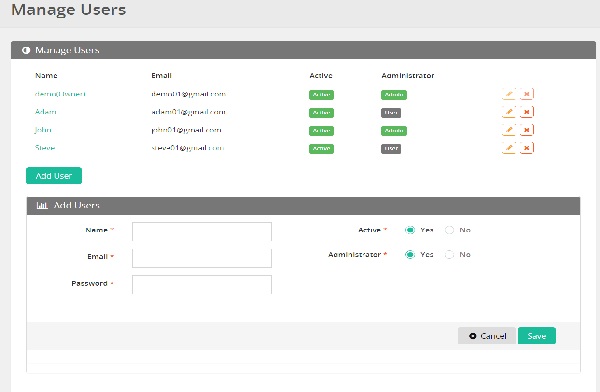 Manage Users
Manage Users
Name Email Active Administrator
demo(Owner) demo01@gmail.com Active Admin
Adam adam01@gmail.com Active User
John john01@gmail.com Active Admin
Steve steve01@gmail.com Active User
Add User
Add Users
Name * Active * Yes No
Email * Administrator * Yes No
Password *
Cancel Save